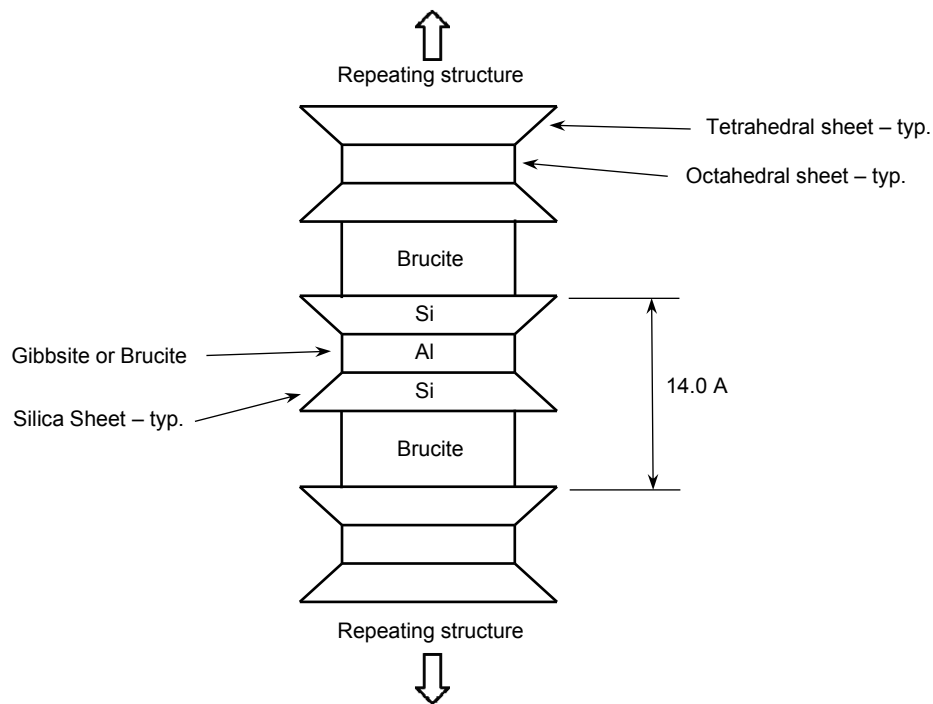 Repeating structure
Tetrahedral sheet – typ.
Octahedral sheet – typ.
Brucite
Si
Gibbsite or Brucite
Al
14.0 A
Si
Silica Sheet – typ.
Brucite
Repeating structure